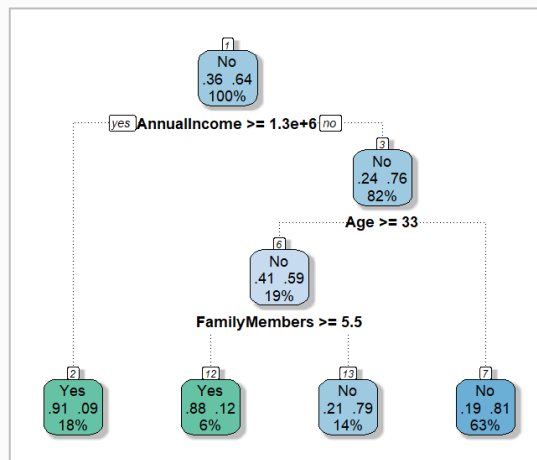 1
No
.36 .64
100%
yes AnnualIncome >= 1.3e+6 no
3
No
.24 .76
82%
Age >= 33
6
No
.41 .59
19%
FamilyMembers >= 5.5
2
Yes
.91 .09
18%
12
Yes
.88 .12
6%
13
No
.21 .79
14%
7
No
.19 .81
63%